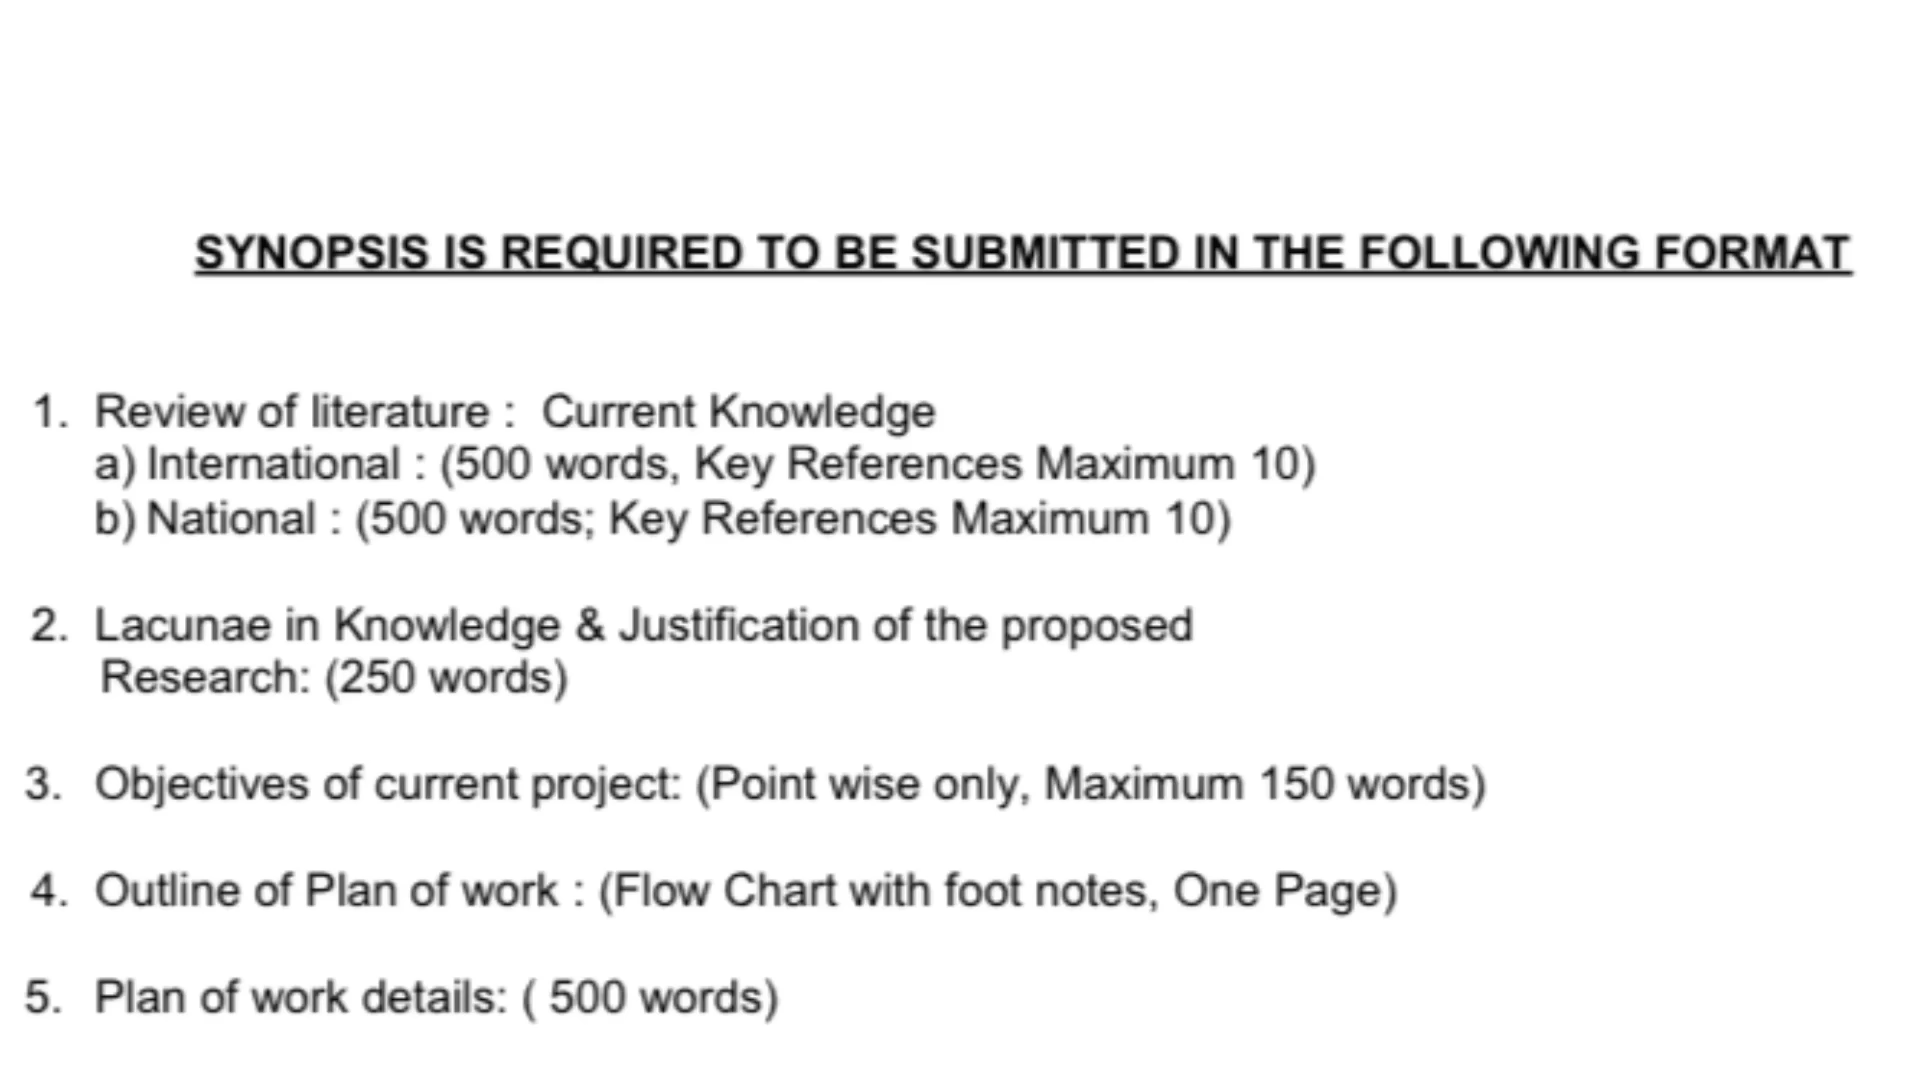 SYNOPSIS IS REQUIRED TO BE SUBMITTED IN THE FOLLOWING FORMAT
1. Review of literature : Current Knowledge
a) International : (500 words, Key References Maximum 10)
b) National : (500 words; Key References Maximum 10)
2. Lacunae in Knowledge & Justification of the proposed
Research: (250 words)
3. Objectives of current project: (Point wise only, Maximum 150 words)
4. Outline of Plan of work : (Flow Chart with foot notes, One Page)
5. Plan of work details: ( 500 words)